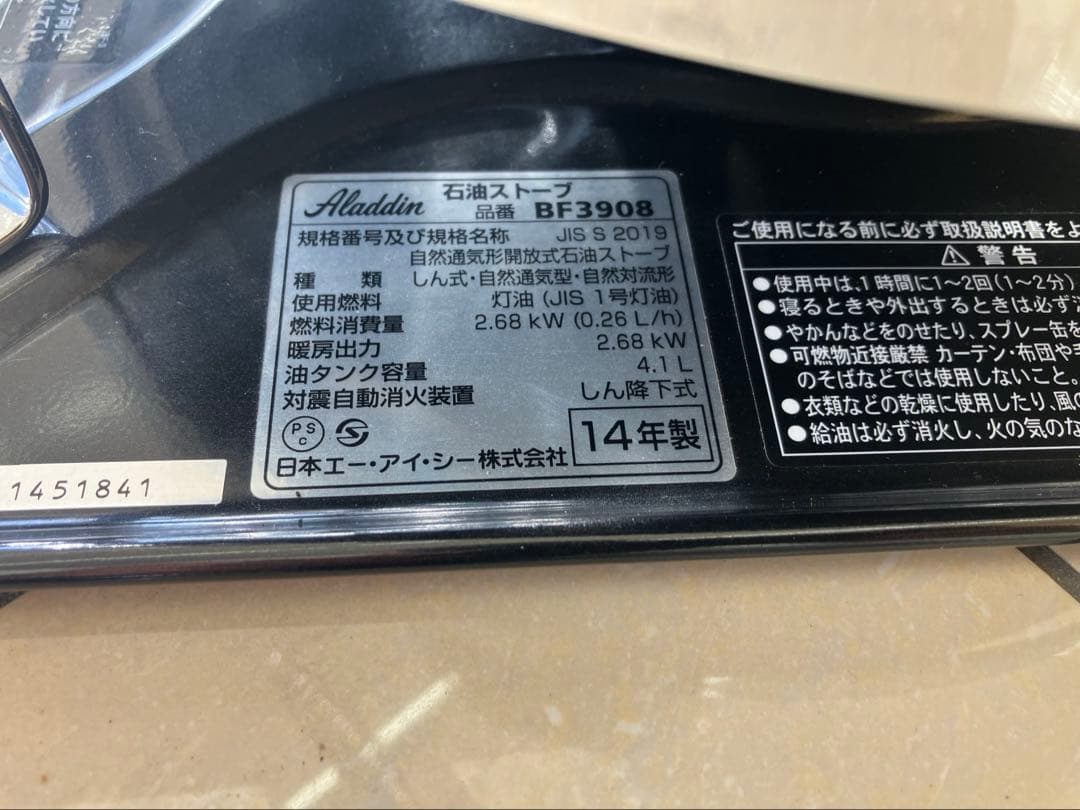 方向に
してい
Aladdin 石油ストーブ
品番 BF3908
規格番号及び規格名称 JIS S 2019
自然通気形開放式石油ストーブ
種 類 しん式・自然通気型・自然対流形
使用燃料 灯油 (JIS 1号灯油)
燃料消費量 2.68 kW (0.26 L/h)
暖房出力 2.68 kW
油タンク容量 4.1 L
対震自動消火装置 しん降下式
PS
C
14年製
日本エー・アイ・シー株式会社
1451841
ご使用になる前に必ず取扱説明書をよ
警告
●使用中は、1時間に1〜2回(1〜2分)
●寝るときや外出するときは必ず
●やかんなどをのせたり、スプレー缶を
●可燃物近接厳禁 カーテン・布団や
のそばなどでは使用しないこと。
●衣類などの乾燥に使用したり、風の
●給油は必ず消火し、火の気のな